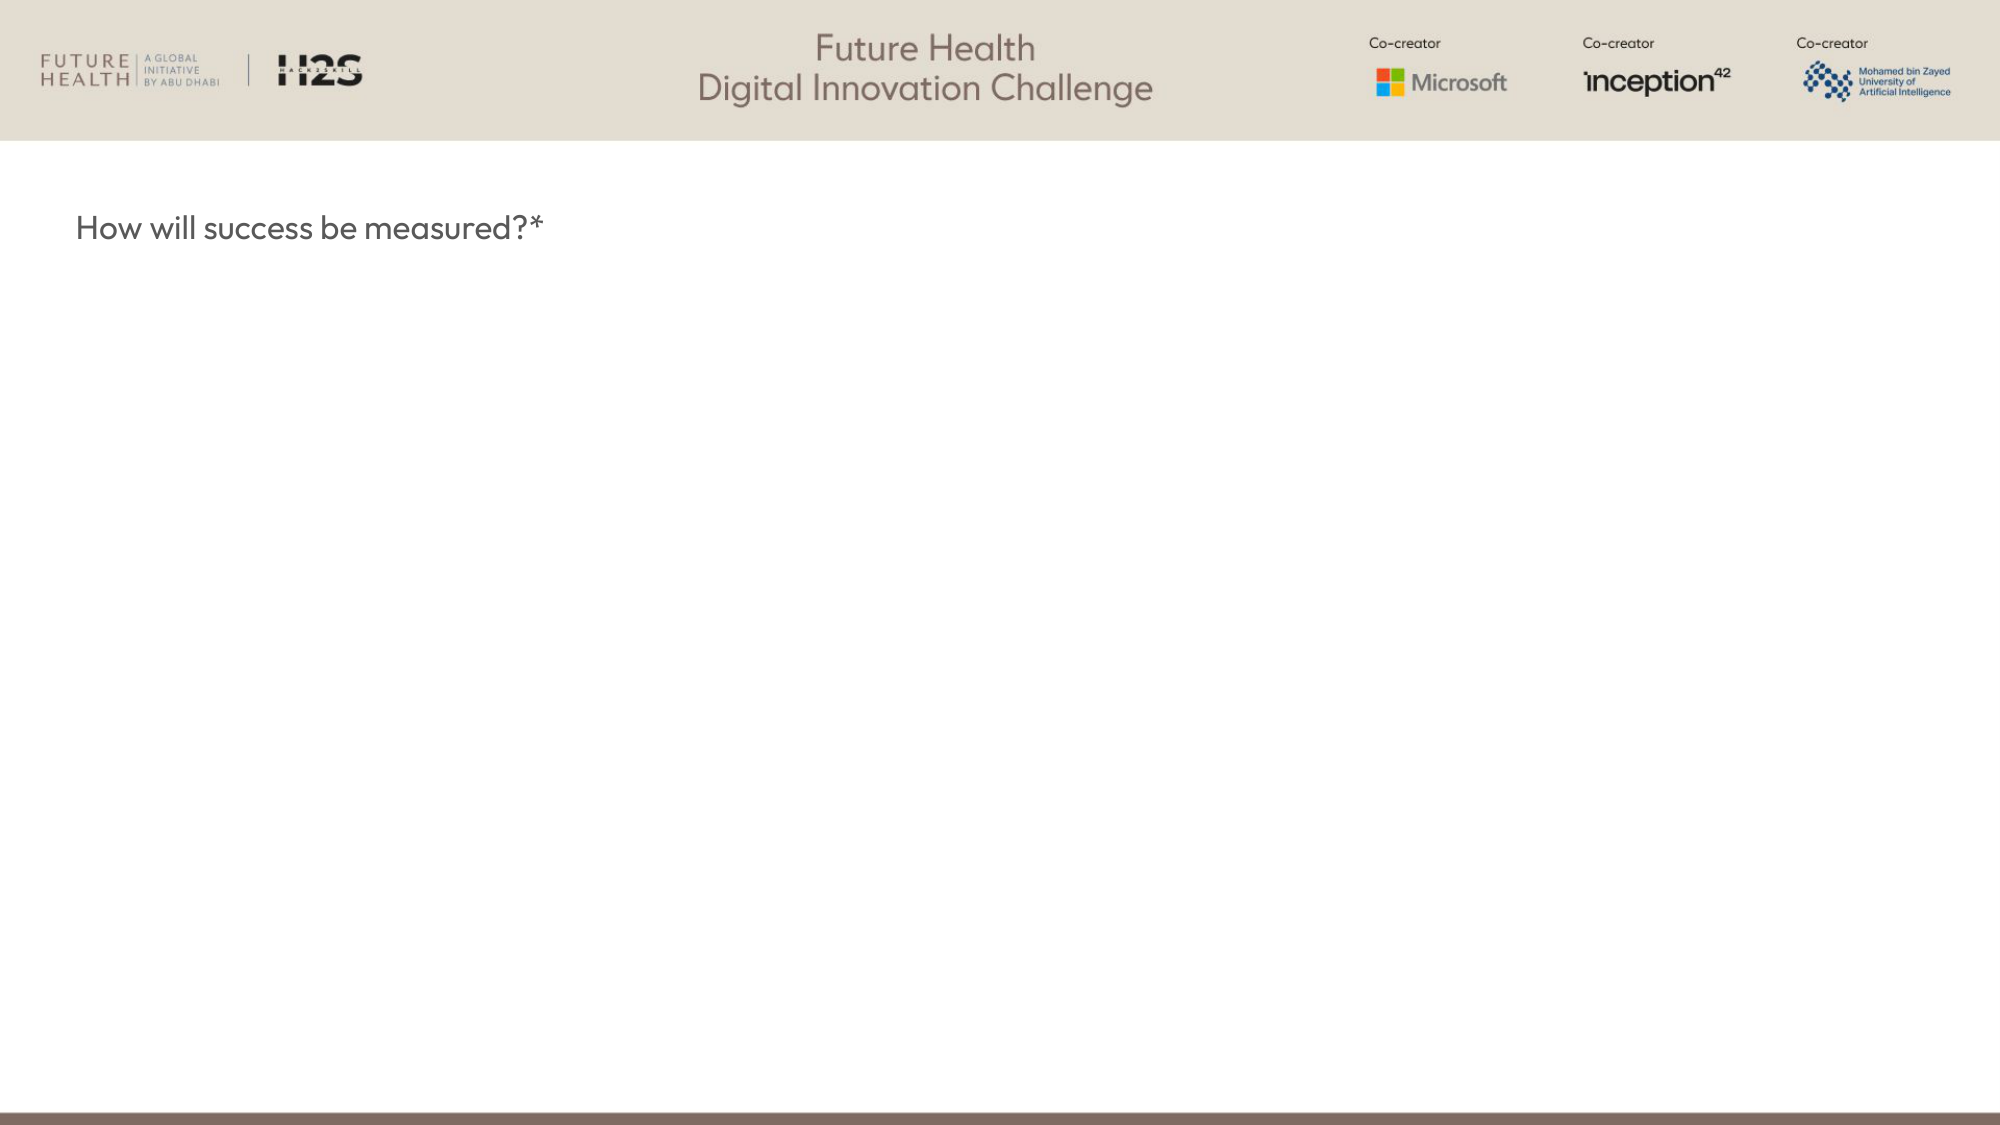 FUTURE
HEALTH
A GLOBAL
INITIATIVE
BY ABU DHABI
H2S
HACK2SKILL
Future Health
Digital Innovation Challenge
Co-creator
Microsoft
Co-creator
inception42
Co-creator
Mohamed bin Zayed
University of
Artificial Intelligence
How will success be measured?*